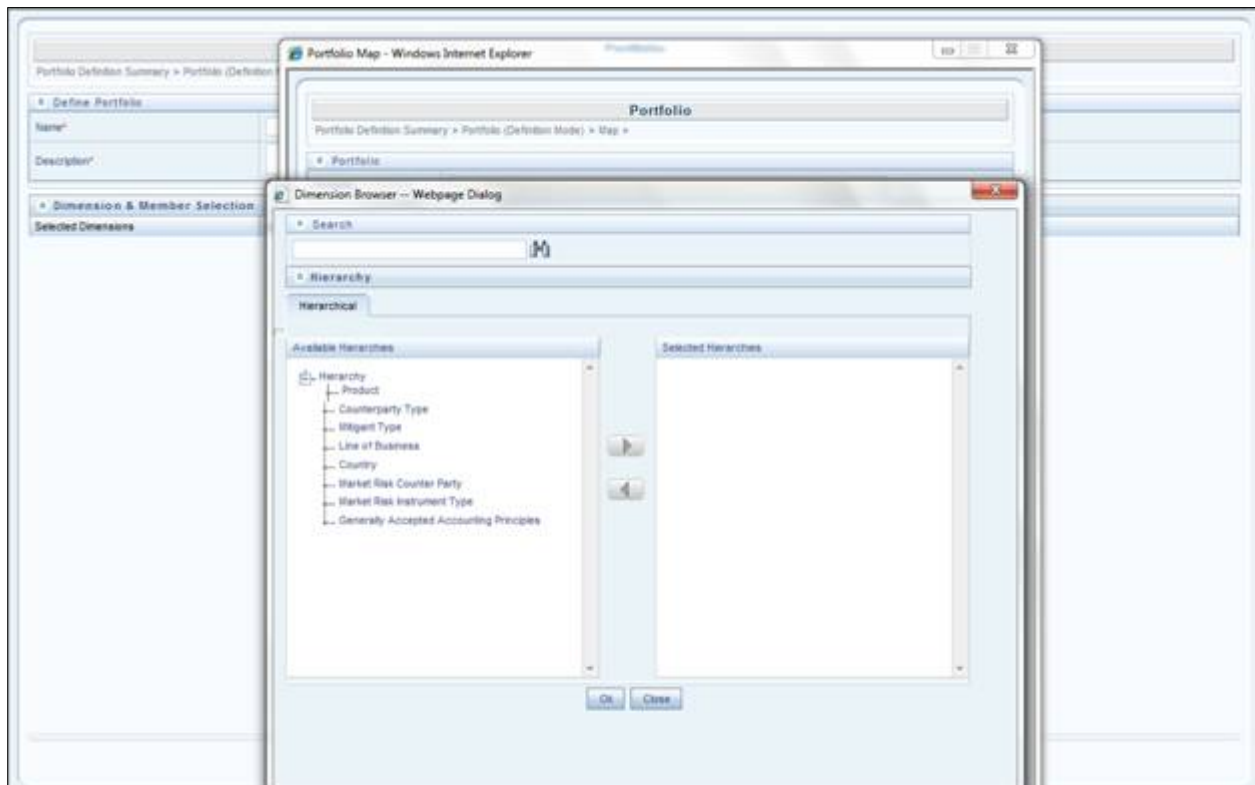 Portfolio Map - Windows Internet Explorer
Portfolio Definition Summary > Portfolio (Definition
Define Portfolio
Name*
Description*
Dimension & Member Selection
Selected Dimensions
Portfolio
Portfolio Definition Summary > Portfolio (Definition Mode) > Map >
Portfolio
Dimension Browser -- Webpage Dialog
Search
Hierarchy
Hierarchical
Available Hierarchies
Selected Hierarchies
Hierarchy
Product
Counterparty Type
Mitigant Type
Line of Business
Country
Market Risk Counter Party
Market Risk Instrument Type
Generally Accepted Accounting Principles
Ok
Close